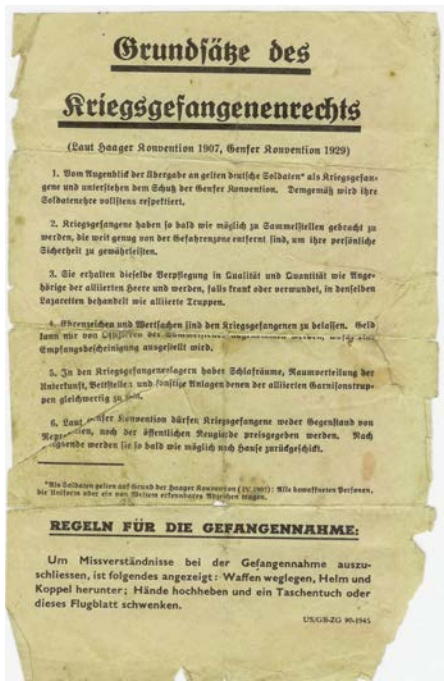 Grundsätze des
Kriegsgefangenenrechts
(Laut Haager Konvention 1907, Genfer Konvention 1929)
1. Vom Augenblick der Übergabe an gelten deutsche Soldaten* als Kriegsgefan-
gene und unterstehen dem Schutz der Genfer Konvention. Demgemäß wird ihre
Soldatenehre vollstens respektiert.
2. Kriegsgefangene haben so bald wie möglich zu Sammelstellen gebracht zu
werden, die weit genug von der Gefahrenzone entfernt sind, um ihre persönliche
Sicherheit zu gewährleisten.
3. Sie erhalten dieselbe Verpflegung in Qualität und Quantität wie Ange-
hörige der alliierten Heere und werden, falls krank oder verwundet, in denselben
Lazaretten behandelt wie alliierte Truppen.
4. Ehrenzeichen und Wertsachen sind den Kriegsgefangenen zu belassen. Geld
kann nur von Offizieren der
Empfangsbescheinigung ausgestellt wird.
5. In den Kriegsgefangenenlagern haben Schlafräume, Raumverteilung der
Unterkunft, Bettstellen und sonstige Anlagen denen der alliierten Garnisonstrup-
pen gleichwertig zu sein.
6. Laut Genfer Konvention dürfen Kriegsgefangene weder Gegenstand von
noch der öffentlichen Neugierde preisgegeben werden. Nach
werden sie so bald wie möglich nach Hause zurückgeschickt.
*Als Soldaten gelten auf Grund der Haager Konvention (IV, 1907): Alle bewaffneten Personen,
die Uniform oder ein von Weitem erkennbares Abzeichen tragen.
REGELN FÜR DIE GEFANGENNAHME:
Um Missverständnisse bei der Gefangennahme auszu-
schliessen, ist folgendes angezeigt: Waffen weglegen, Helm und
Koppel herunter; Hände hochheben und ein Taschentuch oder
dieses Flugblatt schwenken.
US/GB-ZG 90-1945